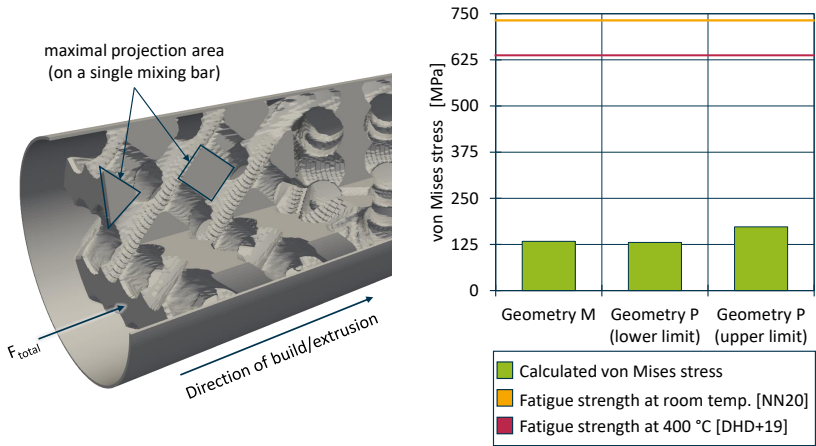 maximal projection area
(on a single mixing bar)
F total
Direction of build/extrusion
von Mises stress [MPa]
750
625
500
375
250
125
0
Geometry M
Geometry P
(lower limit)
Geometry P
(upper limit)
Calculated von Mises stress
Fatigue strength at room temp. [NN20]
Fatigue strength at 400 °C [DHD+19]